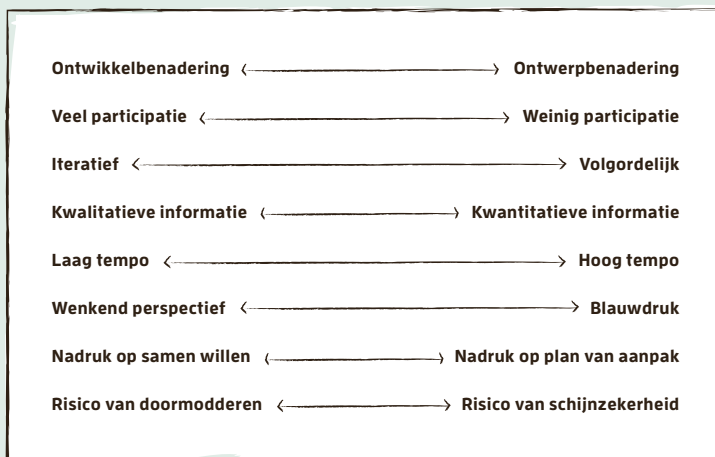 Ontwikkelbenadering Ontwerpbenadering
Veel participatie Weinig participatie
Iteratief Volgordelijk
Kwalitatieve informatie Kwantitatieve informatie
Laag tempo Hoog tempo
Wenkend perspectief Blauwdruk
Nadruk op samen willen Nadruk op plan van aanpak
Risico van doormodderen Risico van schijnzekerheid